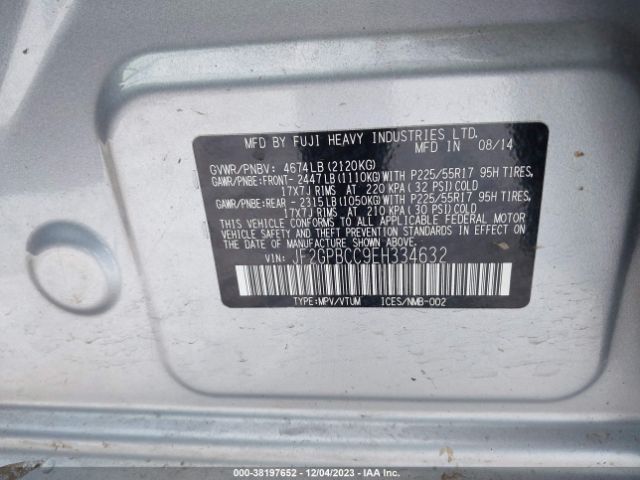 MFD BY FUJI HEAVY INDUSTRIES LTD.
MFD IN 08/14
GVWR/PNBV: 4674LB (2120KG)
GAWR/PNBE:FRONT- 2447LB(1110KG)WITH P225/55R17 95H TIRES,
17X7J RIMS AT 220 KPA (32 PSI) COLD
GAWR/PNBE:REAR - 2315LB(1050KG)WITH P225/55R17 95H TIRES,
17X7J RIMS AT 210 KPA (30 PSI) COLD
THIS VEHICLE CONFORMS TO ALL APPLICABLE FEDERAL MOTOR
VEHICLE SAFETY AND THEFT PREVENTION STANDARDS IN EFFECT
ON THE DATE OF MANUFACTURE SHOWN ABOVE.
VIN: JF2GPBCC9EH334632
TYPE:MPV/VTUM ICES/NMB-002
000-38197652 - 12/04/2023 - IAA Inc.